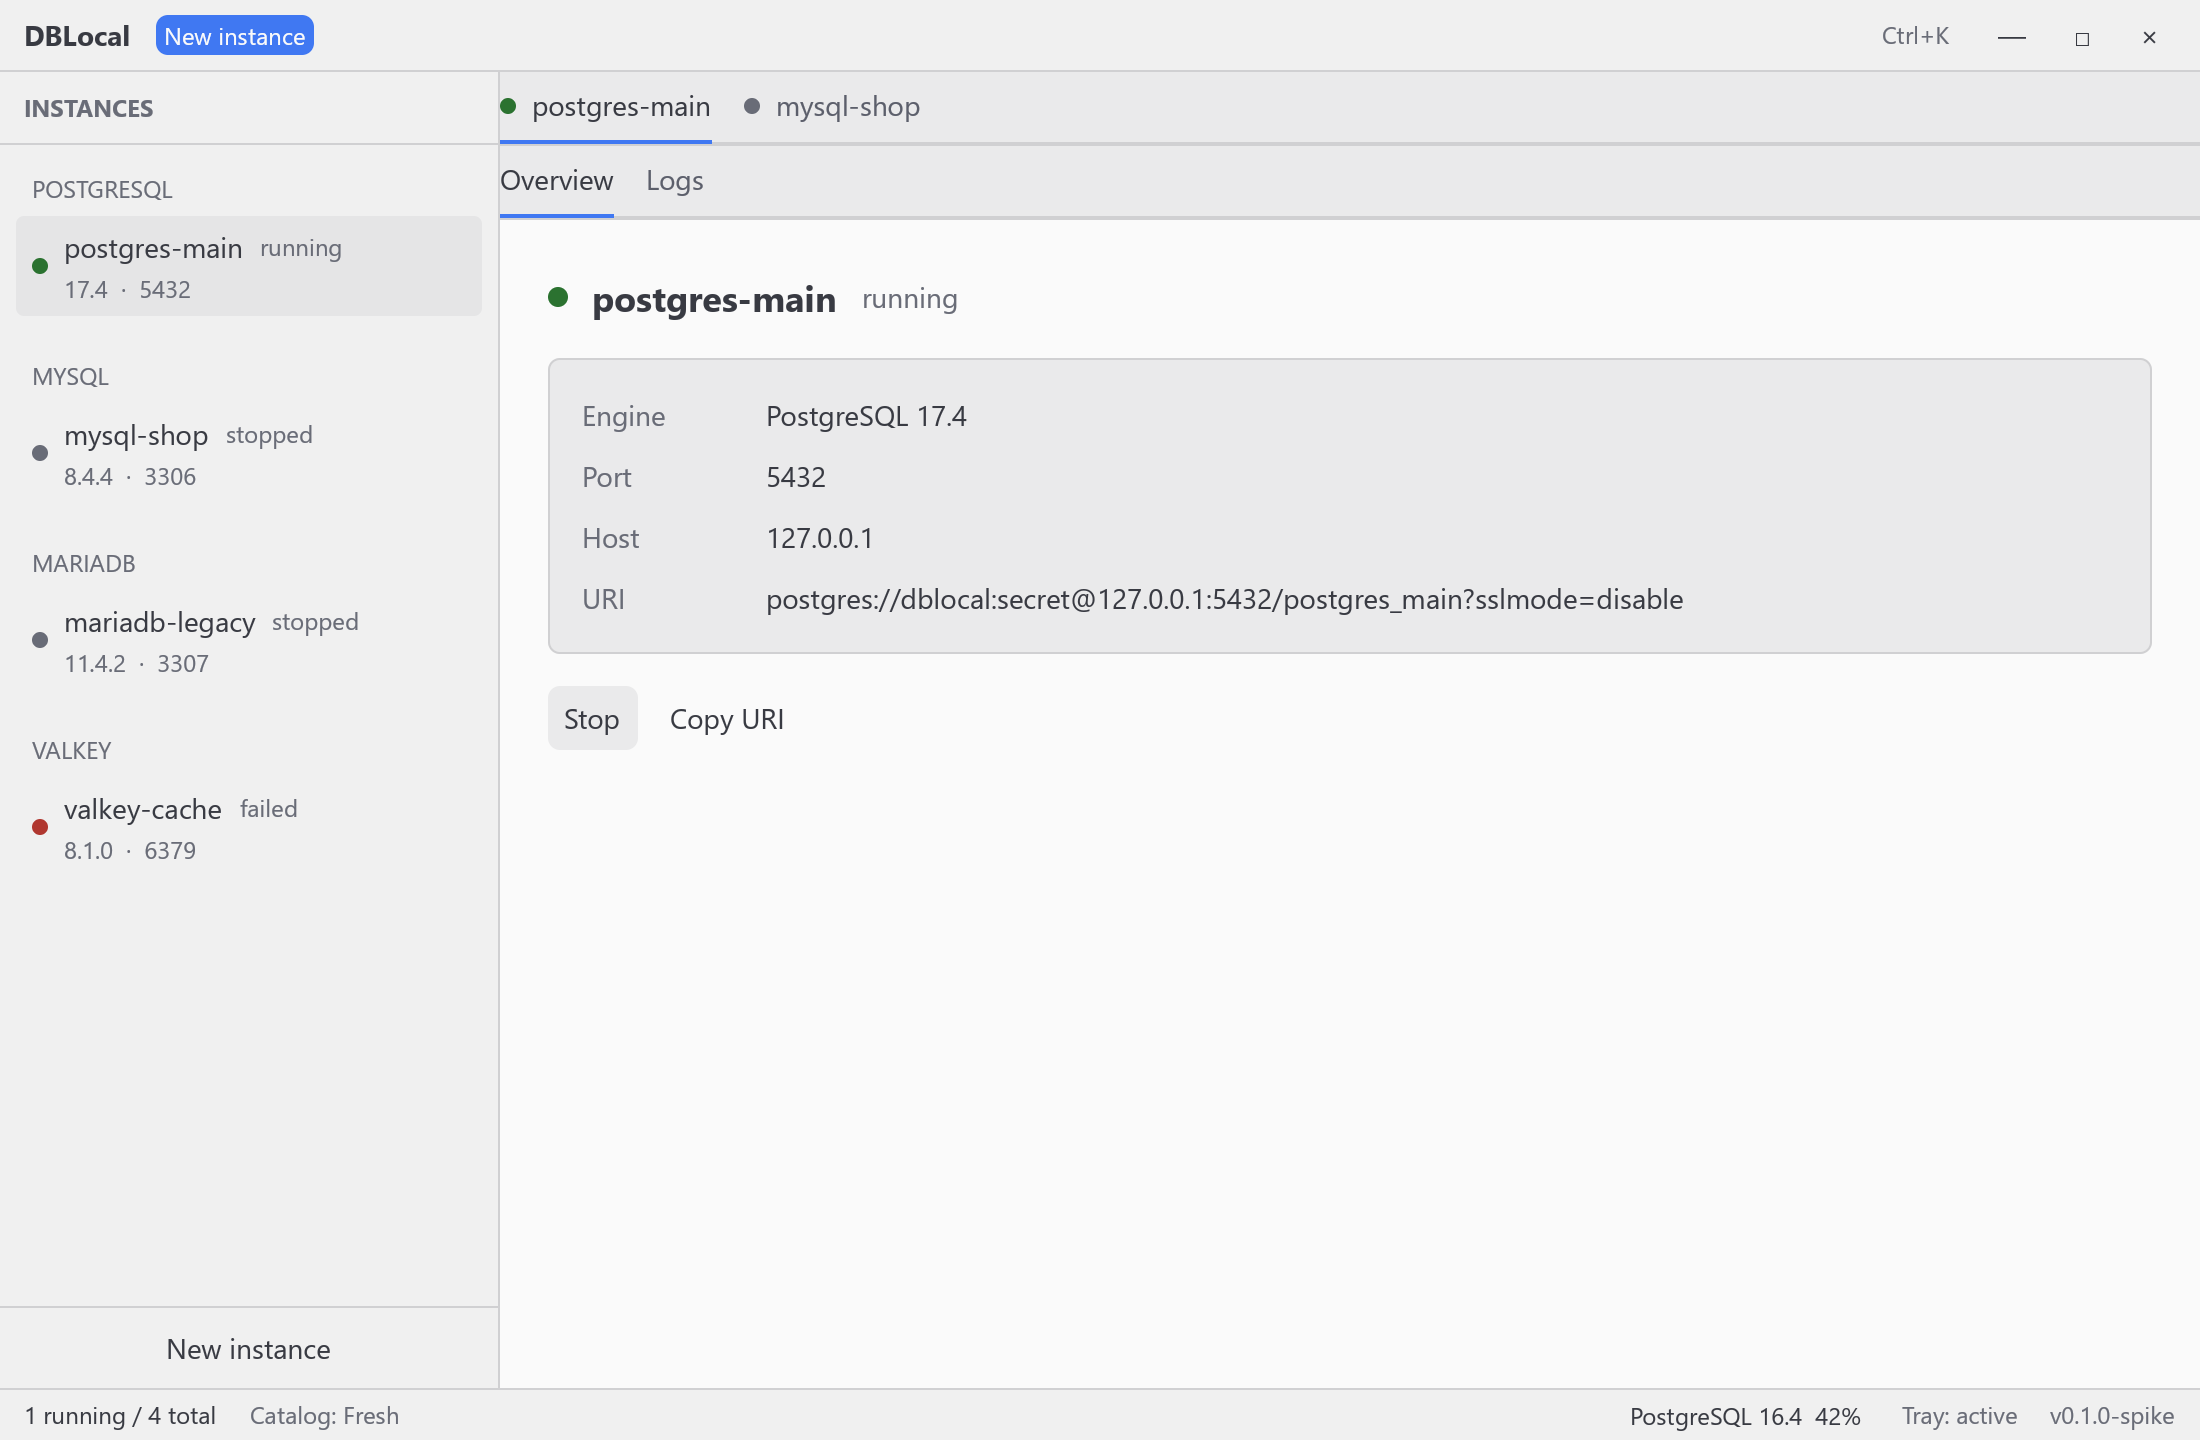 DBLocal New instance Ctrl+K
INSTANCES
POSTGRESQL
postgres-main running
17.4 · 5432
MYSQL
mysql-shop stopped
8.4.4 · 3306
MARIADB
mariadb-legacy stopped
11.4.2 · 3307
VALKEY
valkey-cache failed
8.1.0 · 6379
New instance
postgres-main mysql-shop
Overview Logs
postgres-main running
Engine PostgreSQL 17.4
Port 5432
Host 127.0.0.1
URI postgres://dblocal:secret@127.0.0.1:5432/postgres_main?sslmode=disable
Stop Copy URI
1 running / 4 total Catalog: Fresh PostgreSQL 16.4 42% Tray: active v0.1.0-spike